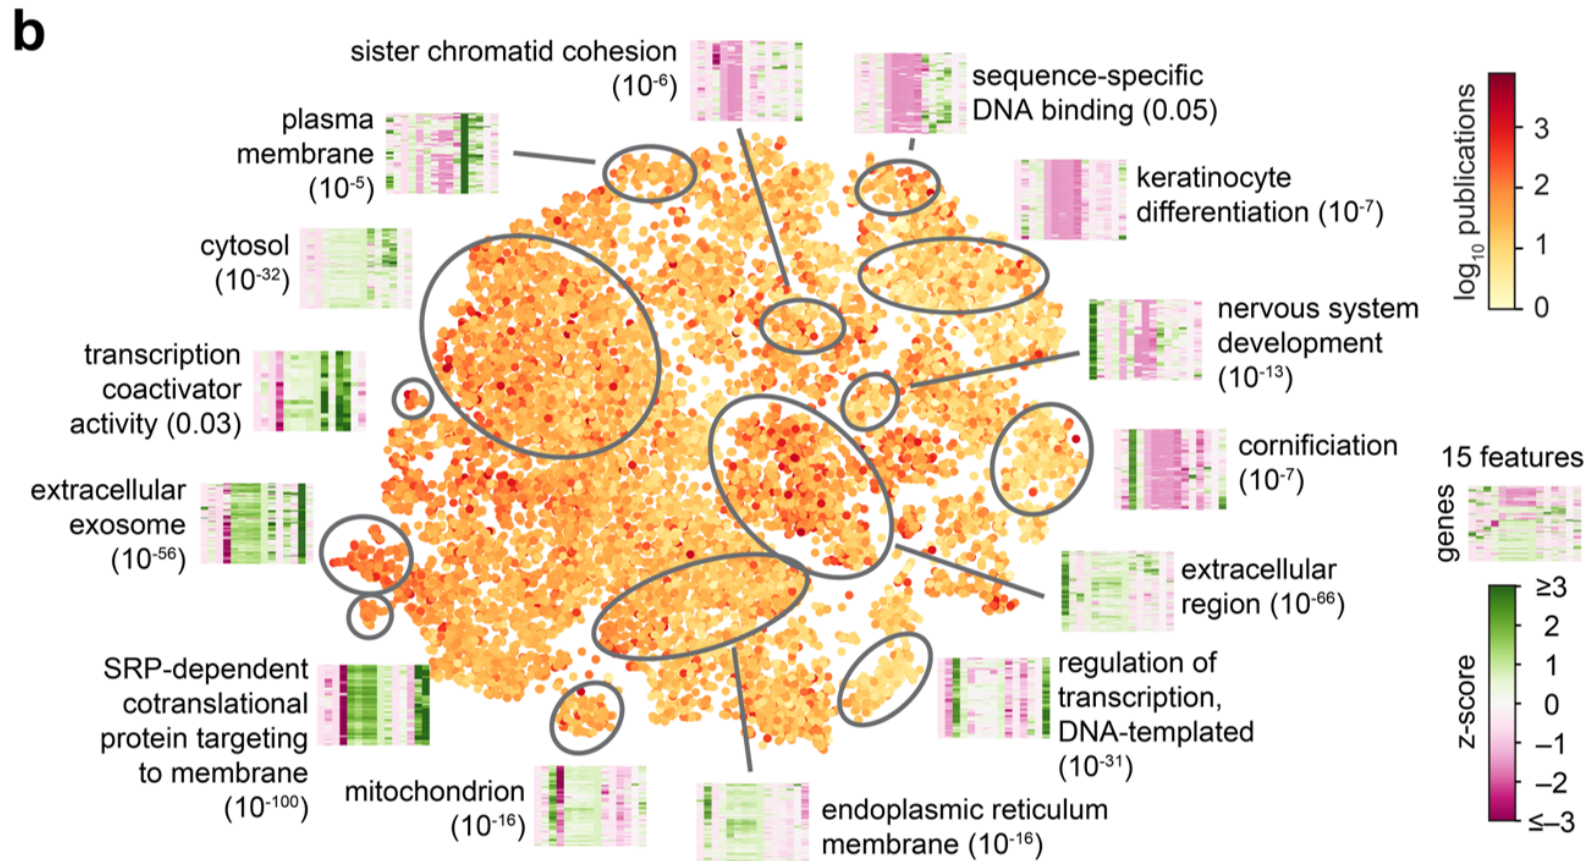 b
sister chromatid cohesion
(10⁻⁶)
sequence-specific
DNA binding (0.05)
plasma
membrane
(10⁻⁵)
keratinocyte
differentiation (10⁻⁷)
cytosol
(10⁻³²)
nervous system
development
(10⁻¹³)
transcription
coactivator
activity (0.03)
cornificiation
(10⁻⁷)
extracellular
exosome
(10⁻⁵⁶)
extracellular
region (10⁻⁶⁶)
SRP-dependent
cotranslational
protein targeting
to membrane
(10⁻¹⁰⁰)
regulation of
transcription,
DNA-templated
(10⁻³¹)
mitochondrion
(10⁻¹⁶)
endoplasmic reticulum
membrane (10⁻¹⁶)
log₁₀ publications
3
2
1
0
15 features
genes
z-score
≥3
2
1
0
–1
–2
≤–3